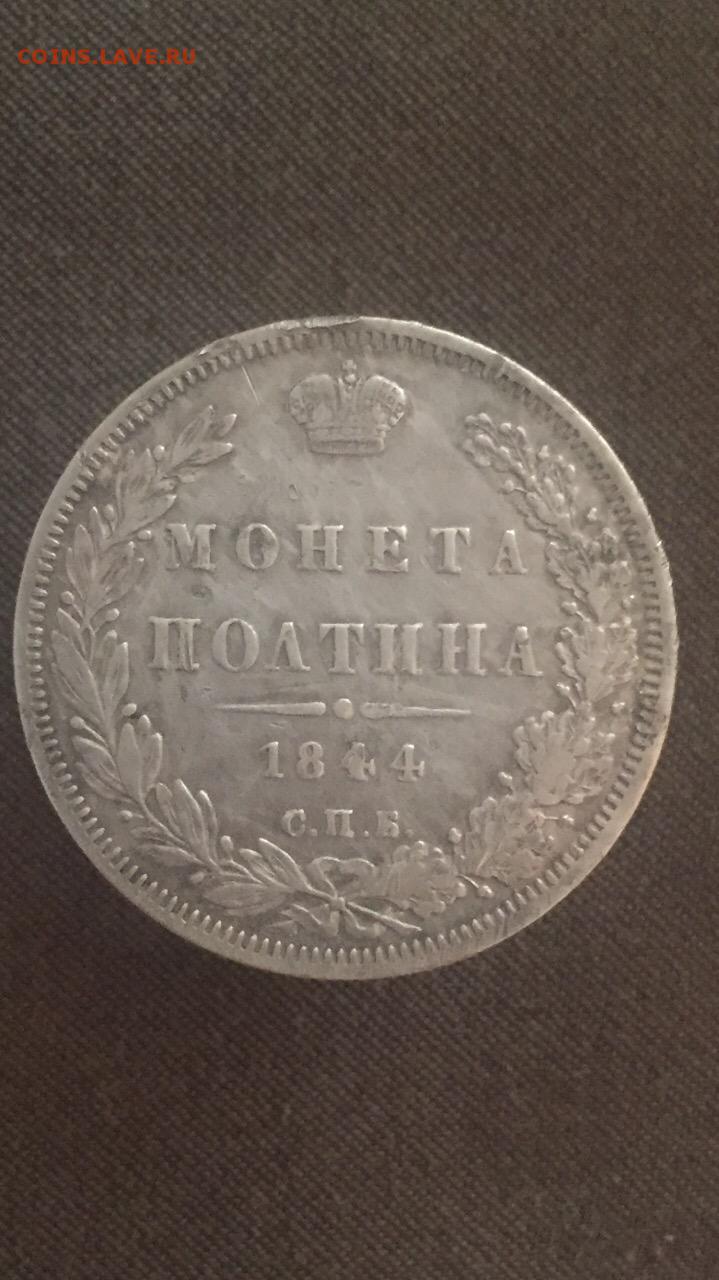 COINS.LAVE.RU
МОНЕТА
ПОЛТИНА
1844
С.П.Б.